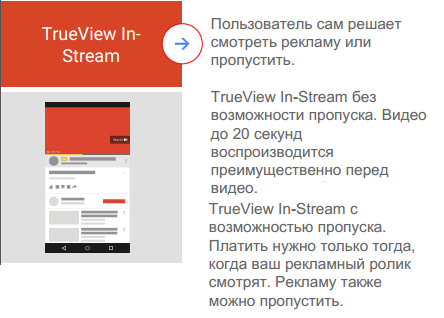 TrueView In-
Stream
Пользователь сам решает
смотреть рекламу или
пропустить.
TrueView In-Stream без
возможности пропуска. Видео
до 20 секунд
воспроизводится
преимущественно перед
видео.
TrueView In-Stream с
возможностью пропуска.
Платить нужно только тогда,
когда ваш рекламный ролик
смотрят. Рекламу также
можно пропустить.